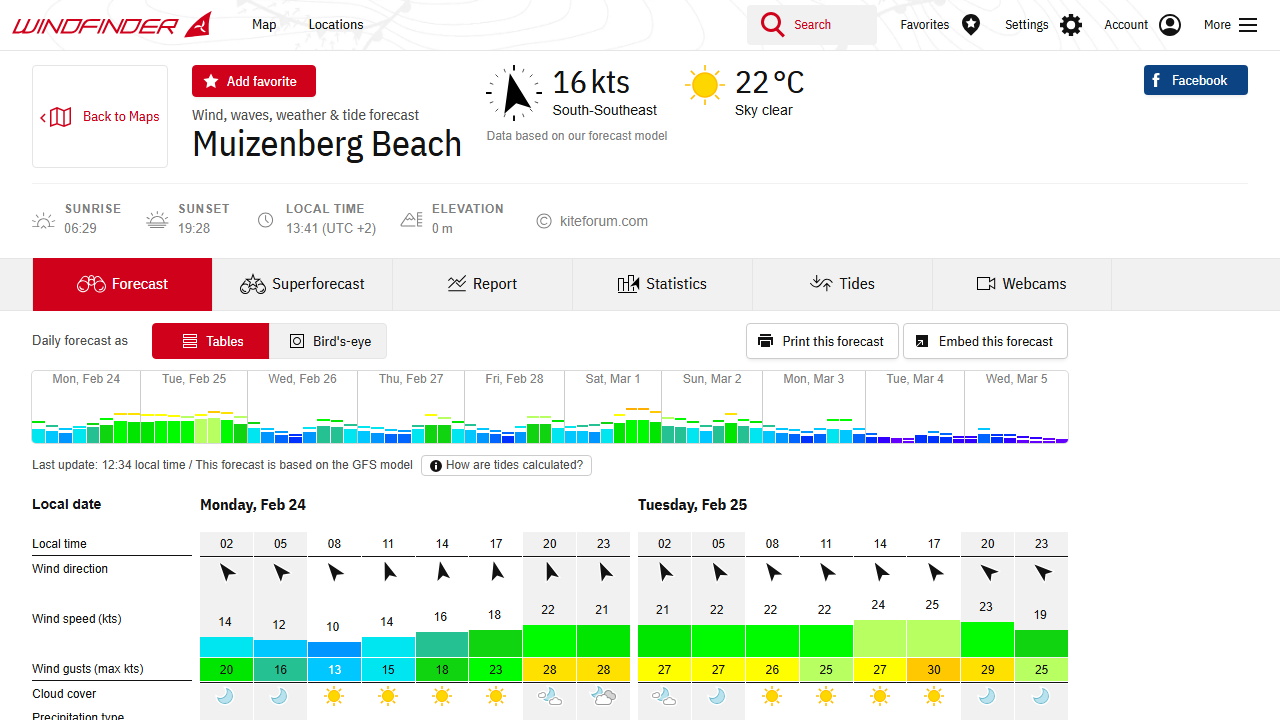 WINDFINDER
Map Locations Search Favorites Settings Account More
Back to Maps
Add favorite
Wind, waves, weather & tide forecast
Muizenberg Beach
16 kts
South-Southeast
22 °C
Sky clear
Data based on our forecast model
Facebook
SUNRISE SUNSET LOCAL TIME ELEVATION
06:29 19:28 13:41 (UTC +2) 0 m © kiteforum.com
Forecast Superforecast Report Statistics Tides Webcams
Daily forecast as Tables Bird's-eye Print this forecast Embed this forecast
Mon, Feb 24 Tue, Feb 25 Wed, Feb 26 Thu, Feb 27 Fri, Feb 28 Sat, Mar 1 Sun, Mar 2 Mon, Mar 3 Tue, Mar 4 Wed, Mar 5
Last update: 12:34 local time / This forecast is based on the GFS model How are tides calculated?
Local date Monday, Feb 24 Tuesday, Feb 25
Local time 02 05 08 11 14 17 20 23 02 05 08 11 14 17 20 23
Wind direction
Wind speed (kts) 14 12 10 14 16 18 22 21 21 22 22 22 24 25 23 19
Wind gusts (max kts) 20 16 13 15 18 23 28 28 27 27 26 25 27 30 29 25
Cloud cover
Precipitation type